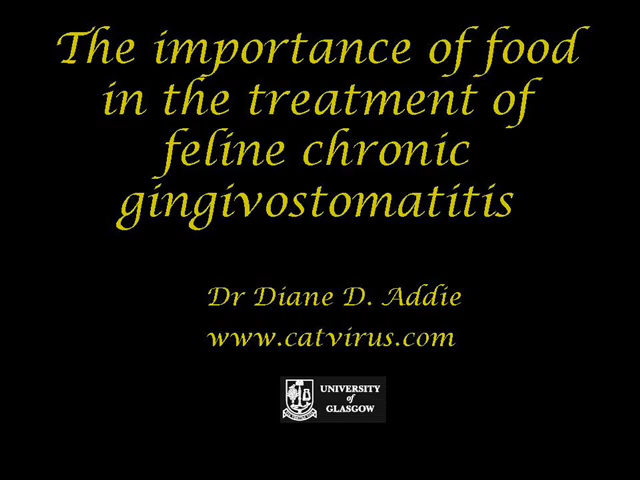 The importance of food
in the treatment of
feline chronic
gingivostomatitis
Dr Diane D. Addie
www.catvirus.com
UNIVERSITY
of
GLASGOW